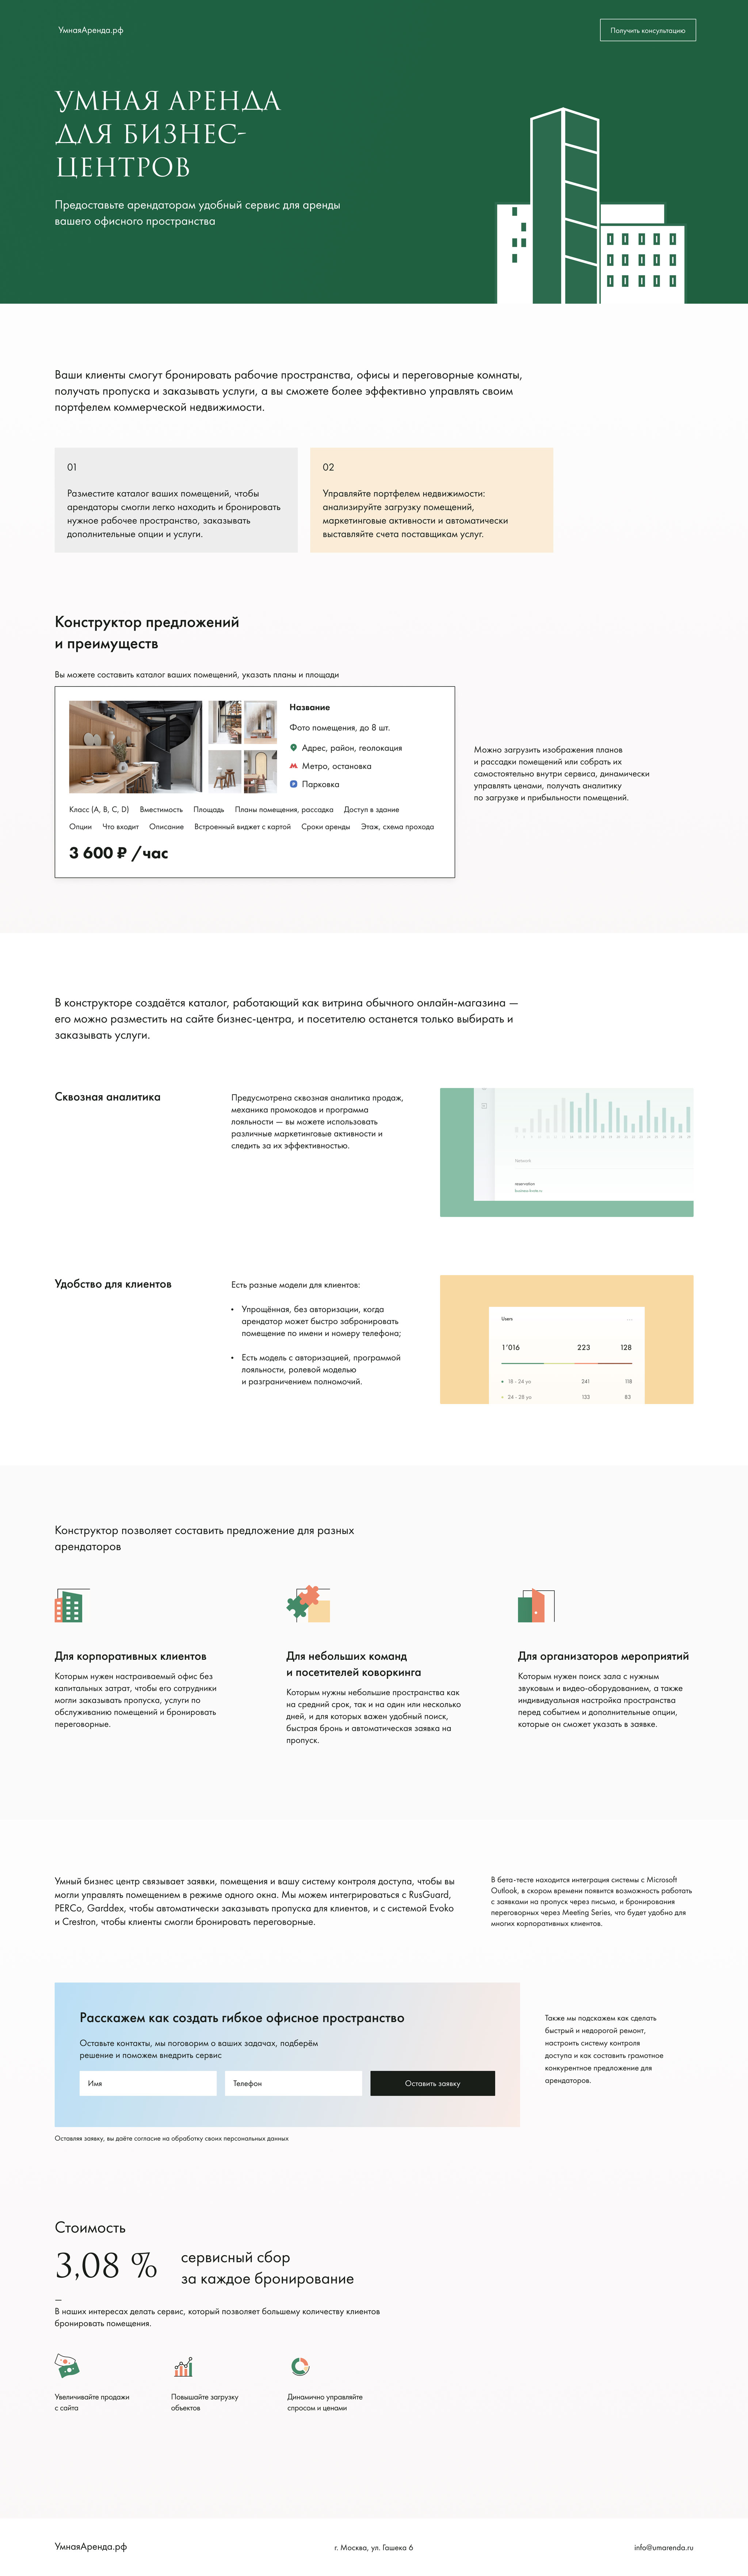 УмнаяАренда.рф
Получить консультацию
УМНАЯ АРЕНДА
ДЛЯ БИЗНЕС-
ЦЕНТРОВ
Предоставьте арендаторам удобный сервис для аренды
вашего офисного пространства
Ваши клиенты смогут бронировать рабочие пространства, офисы и переговорные комнаты,
получать пропуска и заказывать услуги, а вы сможете более эффективно управлять своим
портфелем коммерческой недвижимости.
01
Разместите каталог ваших помещений, чтобы
арендаторы смогли легко находить и бронировать
нужное рабочее пространство, заказывать
дополнительные опции и услуги.
02
Управляйте портфелем недвижимости:
анализируйте загрузку помещений,
маркетинговые активности и автоматически
выставляйте счета поставщикам услуг.
Конструктор предложений
и преимуществ
Вы можете составить каталог ваших помещений, указать планы и площади
Название
Фото помещения, до 8 шт.
Адрес, район, геолокация
Метро, остановка
Парковка
Класс (A, B, C, D) Вместимость Площадь Планы помещения, рассадка Доступ в здание
Опции Что входит Описание Встроенный виджет с картой Сроки аренды Этаж, схема прохода
3 600 ₽ /час
Можно загрузить изображения планов
и рассадки помещений или собрать их
самостоятельно внутри сервиса, динамически
управлять ценами, получать аналитику
по загрузке и прибыльности помещений.
В конструкторе создаётся каталог, работающий как витрина обычного онлайн-магазина —
его можно разместить на сайте бизнес-центра, и посетителю останется только выбирать и
заказывать услуги.
Сквозная аналитика
Предусмотрена сквозная аналитика продаж,
механика промокодов и программа
лояльности — вы можете использовать
различные маркетинговые активности и
следить за их эффективностью.
reservation
Удобство для клиентов
Есть разные модели для клиентов:
• Упрощённая, без авторизации, когда
арендатор может быстро забронировать
помещение по имени и номеру телефона;
• Есть модель с авторизацией, программой
лояльности, ролевой моделью
и разграничением полномочий.
Users
1'016 223 128
18 - 24 yo 241 118
24 - 28 yo 133 83
Конструктор позволяет составить предложение для разных
арендаторов
Для корпоративных клиентов
Которым нужен настраиваемый офис без
капитальных затрат, чтобы его сотрудники
могли заказывать пропуска, услуги по
обслуживанию помещений и бронировать
переговорные.
Для небольших команд
и посетителей коворкинга
Которым нужны небольшие пространства как
на средний срок, так и на один или несколько
дней, и для которых важен удобный поиск,
быстрая бронь и автоматическая заявка на
пропуск.
Для организаторов мероприятий
Которым нужен поиск зала с нужным
звуковым и видео-оборудованием, а также
индивидуальная настройка пространства
перед событием и дополнительные опции,
которые он сможет указать в заявке.
Умный бизнес центр связывает заявки, помещения и вашу систему контроля доступа, чтобы вы
могли управлять помещением в режиме одного окна. Мы можем интегрироваться с RusGuard,
PERCo, Garddex, чтобы автоматически заказывать пропуска для клиентов, и с системой Evoko
и Crestron, чтобы клиенты смогли бронировать переговорные.
В бета-тесте находится интеграция системы с Microsoft
Outlook, в скором времени появится возможность работать
с заявками на пропуск через письма, и бронирования
переговорных через Meeting Series, что будет удобно для
многих корпоративных клиентов.
Расскажем как создать гибкое офисное пространство
Оставьте контакты, мы поговорим о ваших задачах, подберём
решение и поможем внедрить сервис
Имя
Телефон
Оставить заявку
Оставляя заявку, вы даёте согласие на обработку своих персональных данных
Также мы подскажем как сделать
быстрый и недорогой ремонт,
настроить систему контроля
доступа и как составить грамотное
конкурентное предложение для
арендаторов.
Стоимость
3,08 %
сервисный сбор
за каждое бронирование
—
В наших интересах делать сервис, который позволяет большему количеству клиентов
бронировать помещения.
Увеличивайте продажи
с сайта
Повышайте загрузку
объектов
Динамично управляйте
спросом и ценами
УмнаяАренда.рф
г. Москва, ул. Гашека 6
info@umarenda.ru